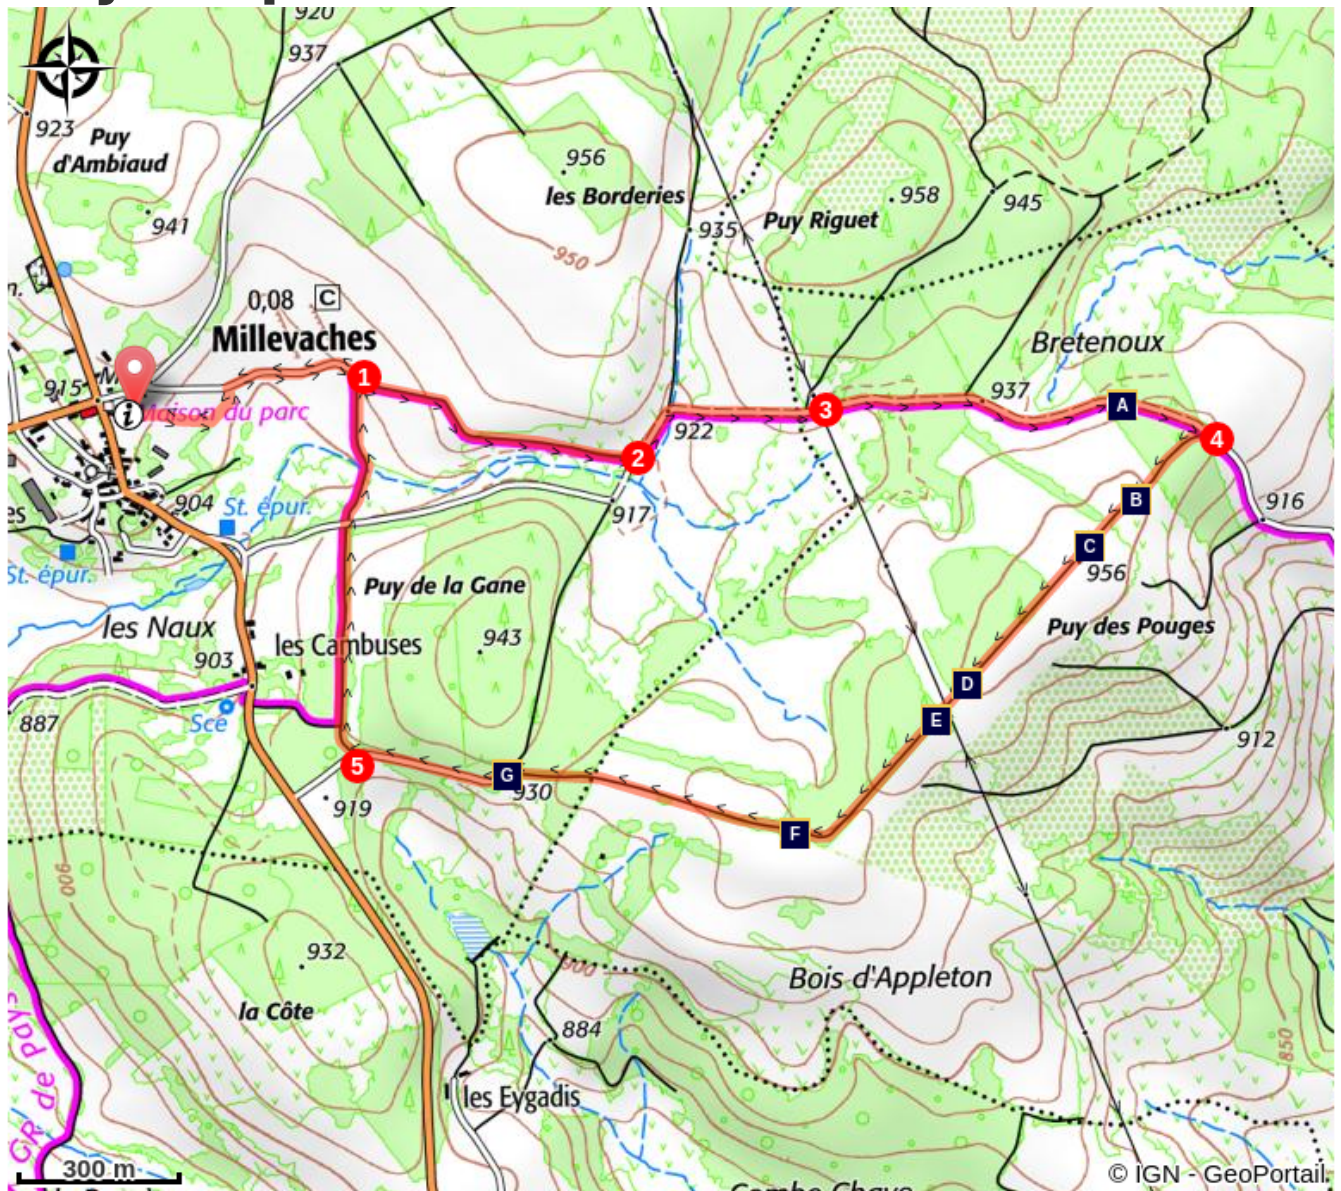 920
937
923
Puy
d'Ambiaud
941
956
les Borderies
950
935
Puy Riguet
958
945
0,08 C
Millevaches
1
915
i
Maison du parc
2
922
3
937
Bretenoux
A
4
B
916
904
St. épur.
917
es
St. épur.
C
956
Puy de la Gane
943
les Naux
les Cambuses
903
Puy des Pouges
D
E
887
Sce
912
5
G
930
919
F
900
932
la Côte
900
Bois d'Appleton
884
850
GR de Pays
les Eygadis
300 m
© IGN - GeoPortail